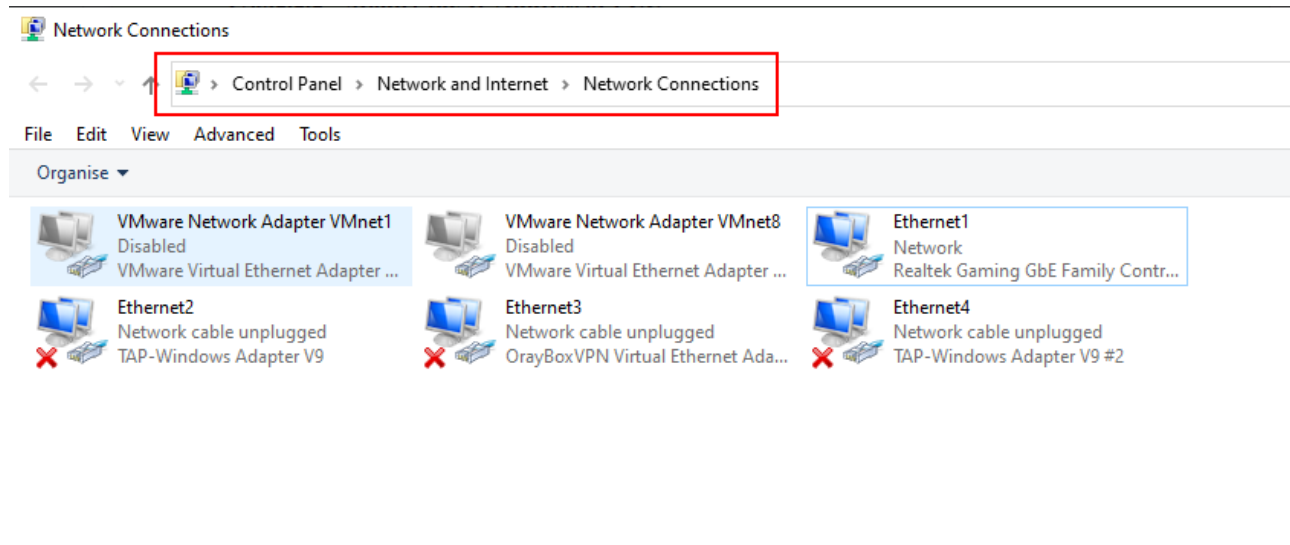 Network Connections
Control Panel > Network and Internet > Network Connections
File Edit View Advanced Tools
Organise
VMware Network Adapter VMnet1
Disabled
VMware Virtual Ethernet Adapter ...
VMware Network Adapter VMnet8
Disabled
VMware Virtual Ethernet Adapter ...
Ethernet1
Network
Realtek Gaming GbE Family Contr...
Ethernet2
Network cable unplugged
TAP-Windows Adapter V9
Ethernet3
Network cable unplugged
OrayBoxVPN Virtual Ethernet Ada...
Ethernet4
Network cable unplugged
TAP-Windows Adapter V9 #2